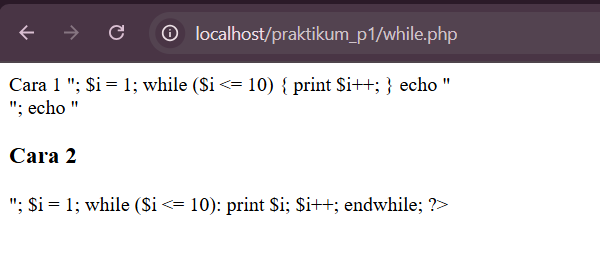 localhost/praktikum_p1/while.php
Cara 1 "; $i = 1; while ($i <= 10) { print $i++; } echo "
"; echo "
Cara 2
"; $i = 1; while ($i <= 10): print $i; $i++; endwhile; ?>